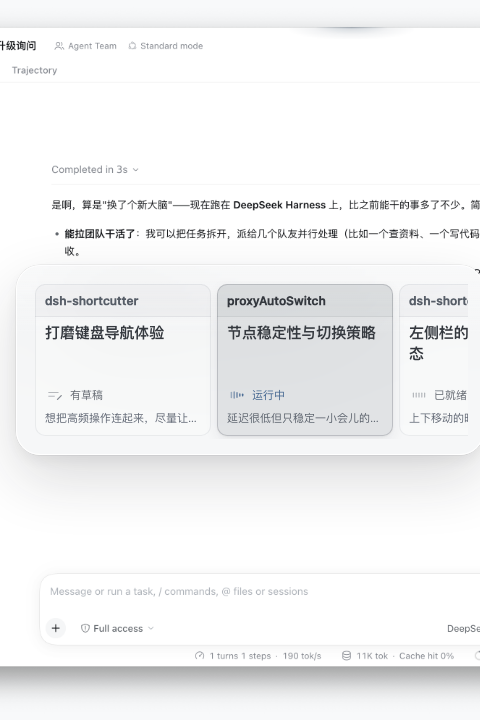 升级询问 Agent Team Standard mode
Trajectory
Completed in 3s
是啊，算是"换了个新大脑"——现在跑在 DeepSeek Harness 上，比之前能干的事多了不少。简
• 能拉团队干活了：我可以把任务拆开，派给几个队友并行处理（比如一个查资料、一个写代码
收。
dsh-shortcutter
打磨键盘导航体验
有草稿
想把高频操作连起来，尽量让...
proxyAutoSwitch
节点稳定性与切换策略
运行中
延迟很低但只稳定一小会儿的...
dsh-short
左侧栏的
态
已就绪
上下移动的
Message or run a task, / commands, @ files or sessions
+ Full access DeepSe
1 turns 1 steps · 190 tok/s 11K tok · Cache hit 0%